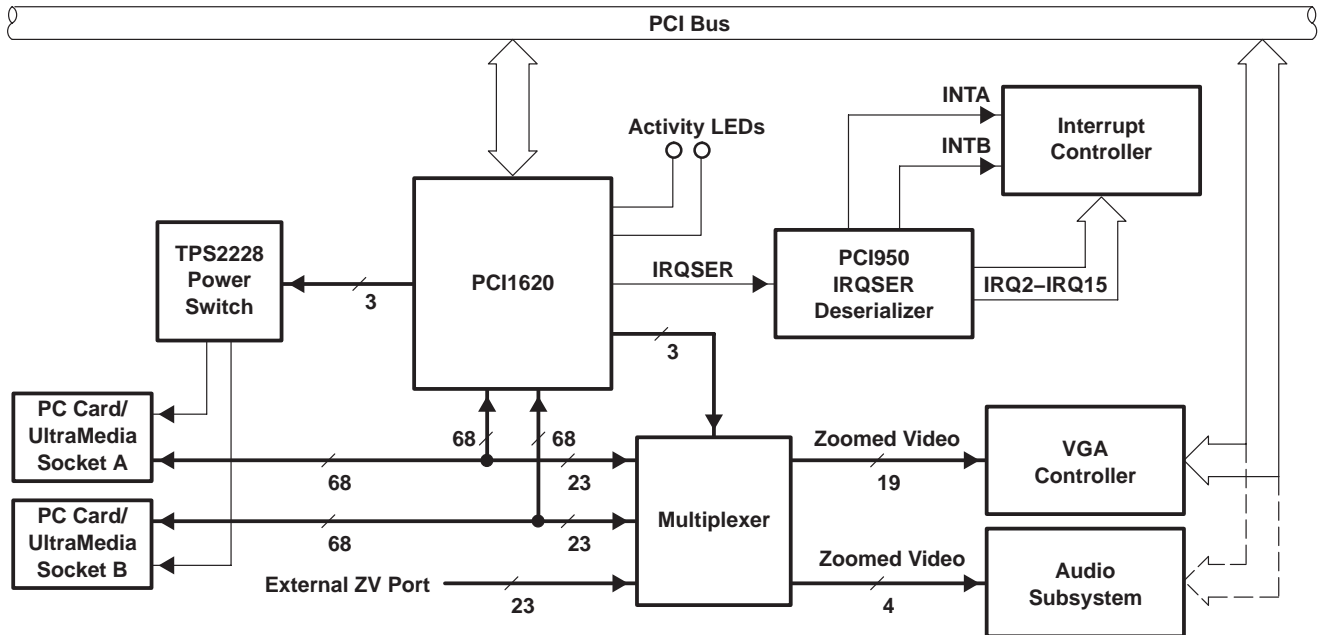 PCI Bus
Activity LEDs
INTA
INTB
Interrupt
Controller
TPS2228
Power
Switch
3
PCI1620
IRQSER
PCI950
IRQSER
Deserializer
IRQ2–IRQ15
3
PC Card/
UltraMedia
Socket A
68
68
68
23
PC Card/
UltraMedia
Socket B
68
23
External ZV Port
23
Multiplexer
Zoomed Video
19
VGA
Controller
Zoomed Video
4
Audio
Subsystem